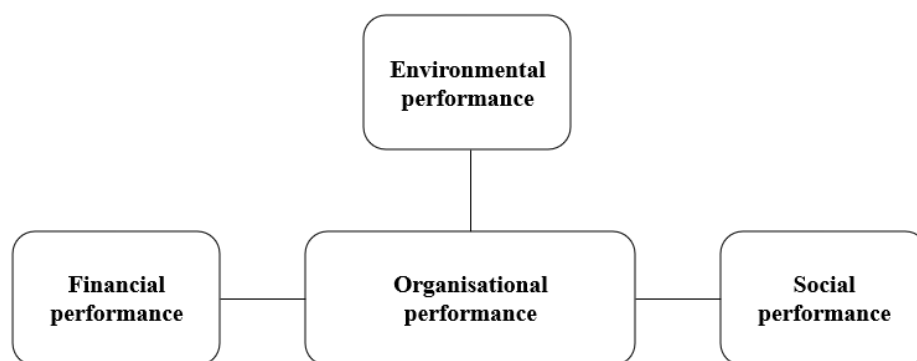 Environmental
performance
Financial
performance
Organisational
performance
Social
performance